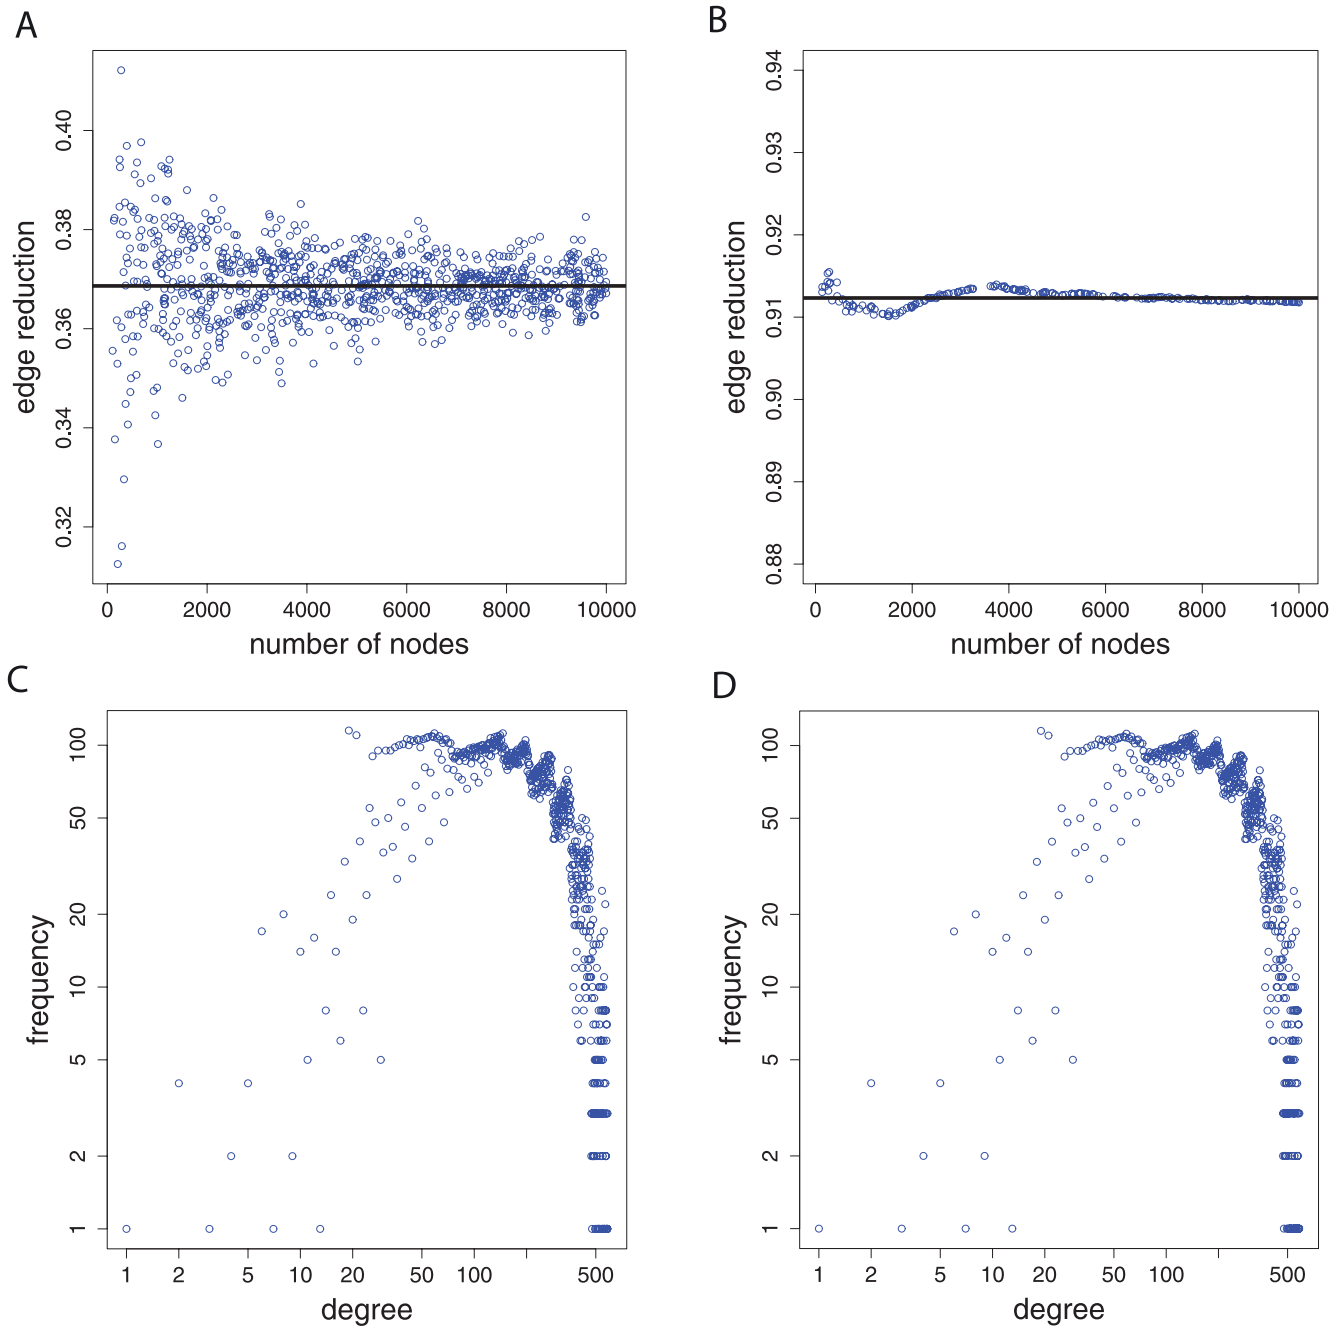 A
edge reduction
0.40
0.38
0.36
0.34
0.32
0 2000 4000 6000 8000 10000
number of nodes
B
edge reduction
0.94
0.93
0.92
0.91
0.90
0.89
0.88
0 2000 4000 6000 8000 10000
number of nodes
C
frequency
100
50
20
10
5
2
1
1 2 5 10 20 50 100 500
degree
D
frequency
100
50
20
10
5
2
1
1 2 5 10 20 50 100 500
degree